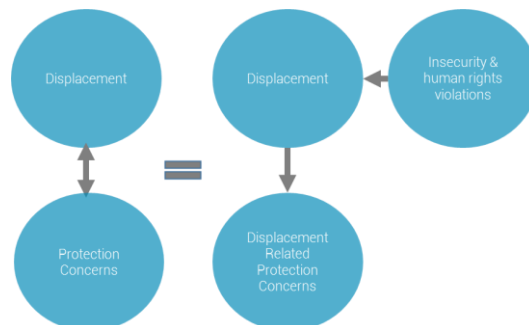 Displacement
Displacement
Insecurity &
human rights
violations
Protection
Concerns
Displacement
Related
Protection
Concerns